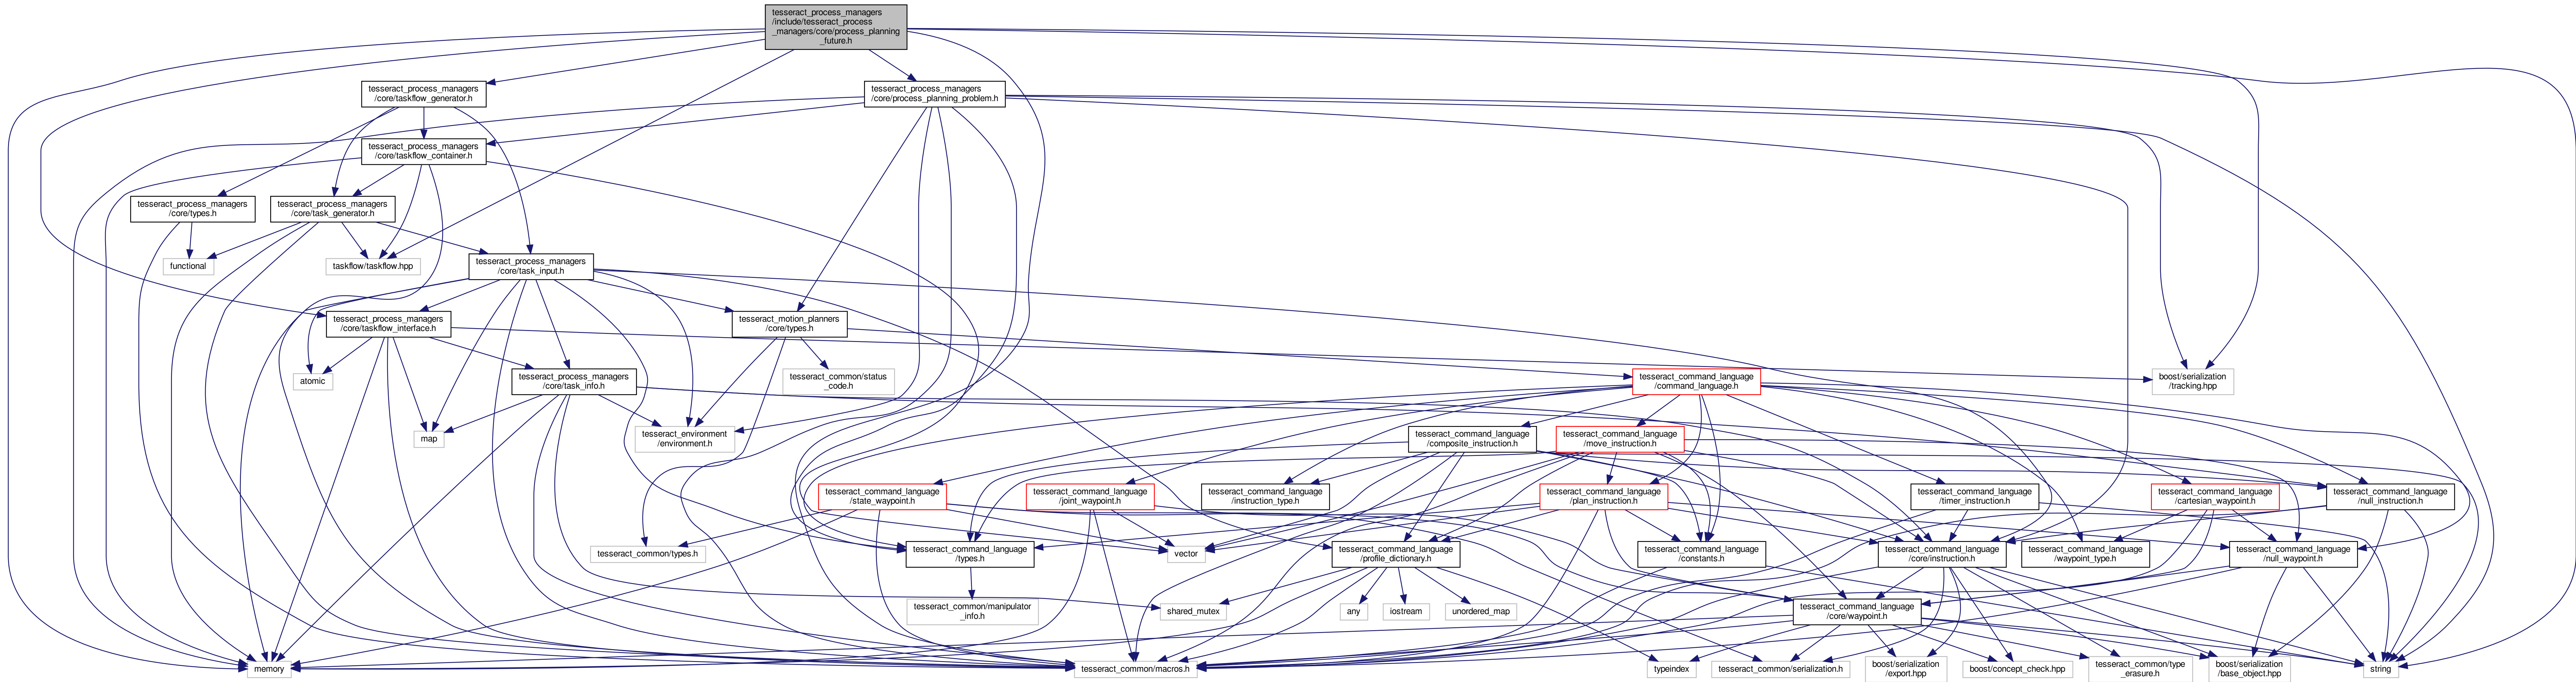 tesseract_process_managers
/include/tesseract_process
_managers/core/process_planning
_future.h
tesseract_process_managers
/core/taskflow_generator.h
tesseract_process_managers
/core/process_planning_problem.h
tesseract_process_managers
/core/taskflow_container.h
tesseract_process_managers
/core/types.h
tesseract_process_managers
/core/task_generator.h
functional
taskflow/taskflow.hpp
tesseract_process_managers
/core/task_input.h
tesseract_process_managers
/core/taskflow_interface.h
tesseract_motion_planners
/core/types.h
atomic
tesseract_process_managers
/core/task_info.h
tesseract_common/status
_code.h
tesseract_command_language
/command_language.h
boost/serialization
/tracking.hpp
map
tesseract_environment
/environment.h
tesseract_command_language
/composite_instruction.h
tesseract_command_language
/move_instruction.h
tesseract_command_language
/state_waypoint.h
tesseract_command_language
/joint_waypoint.h
tesseract_command_language
/instruction_type.h
tesseract_command_language
/plan_instruction.h
tesseract_command_language
/timer_instruction.h
tesseract_command_language
/cartesian_waypoint.h
tesseract_command_language
/null_instruction.h
tesseract_common/types.h
tesseract_command_language
/types.h
vector
tesseract_command_language
/profile_dictionary.h
tesseract_command_language
/constants.h
tesseract_command_language
/core/instruction.h
tesseract_command_language
/waypoint_type.h
tesseract_command_language
/null_waypoint.h
tesseract_common/manipulator
_info.h
shared_mutex
any
iostream
unordered_map
tesseract_command_language
/core/waypoint.h
memory
tesseract_common/macros.h
typeindex
tesseract_common/serialization.h
boost/serialization
/export.hpp
boost/concept_check.hpp
tesseract_common/type
_erasure.h
boost/serialization
/base_object.hpp
string